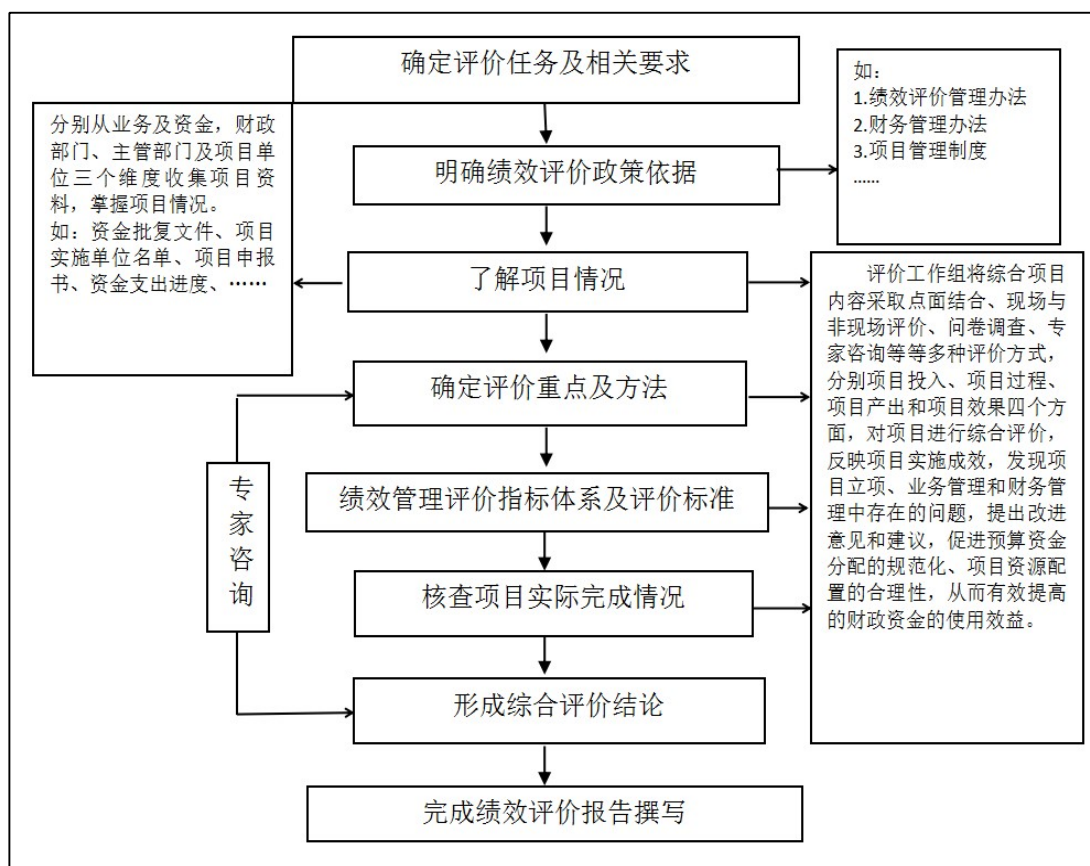 确定评价任务及相关要求
如：
1.绩效评价管理办法
2.财务管理办法
3.项目管理制度
......
分别从业务及资金，财政
部门、主管部门及项目单
位三个维度收集项目资
料，掌握项目情况。
如：资金批复文件、项目
实施单位名单、项目申报
书、资金支出进度、……
明确绩效评价政策依据
了解项目情况
评价工作组将综合项目
内容采取点面结合、现场与
非现场评价、问卷调查、专
家咨询等等多种评价方式，
分别项目投入、项目过程、
项目产出和项目效果四个方
面，对项目进行综合评价，
反映项目实施成效，发现项
目立项、业务管理和财务管
理中存在的问题，提出改进
意见和建议，促进预算资金
分配的规范化、项目资源配
置的合理性，从而有效提高
的财政资金的使用效益。
确定评价重点及方法
专
家
咨
询
绩效管理评价指标体系及评价标准
核查项目实际完成情况
形成综合评价结论
完成绩效评价报告撰写